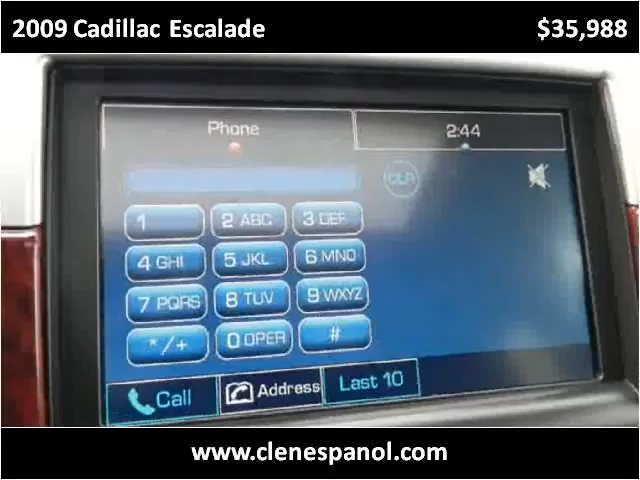 2009 Cadillac Escalade $35,988
Phone 2:44
CLR
1 2 ABC 3 DEF
4 GHI 5 JKL 6 MNO
7 PQRS 8 TUV 9 WXYZ
*/+ 0 OPER #
Call Address Last 10
www.clenespanol.com